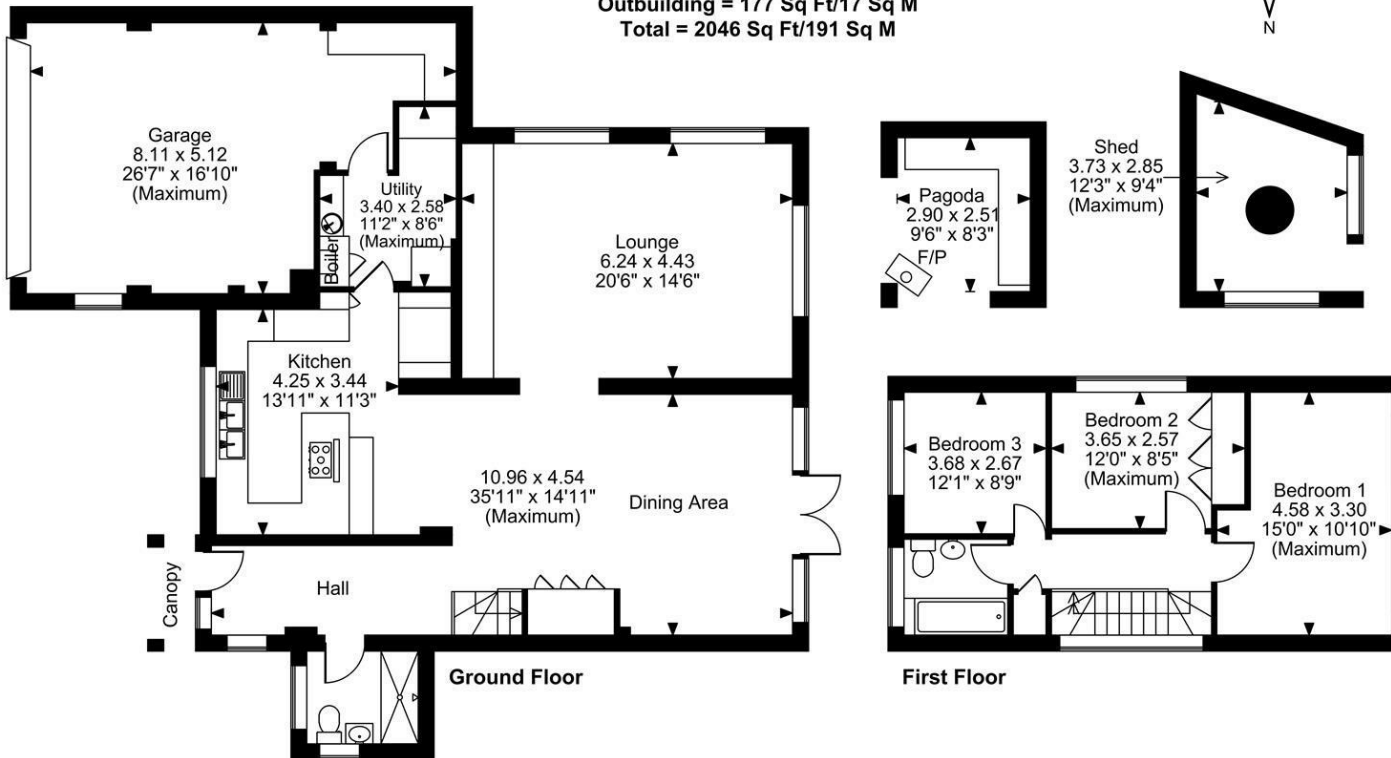 Outbuilding = 177 Sq Ft/17 Sq M
Total = 2046 Sq Ft/191 Sq M
N
Garage
8.11 x 5.12
26'7" x 16'10"
(Maximum)
Utility
3.40 x 2.58
11'2" x 8'6"
(Maximum)
Boiler
Lounge
6.24 x 4.43
20'6" x 14'6"
Pagoda
2.90 x 2.51
9'6" x 8'3"
F/P
Shed
3.73 x 2.85
12'3" x 9'4"
(Maximum)
Kitchen
4.25 x 3.44
13'11" x 11'3"
10.96 x 4.54
35'11" x 14'11"
(Maximum)
Dining Area
Canopy
Hall
Ground Floor
Bedroom 3
3.68 x 2.67
12'1" x 8'9"
Bedroom 2
3.65 x 2.57
12'0" x 8'5"
(Maximum)
Bedroom 1
4.58 x 3.30
15'0" x 10'10"
(Maximum)
First Floor